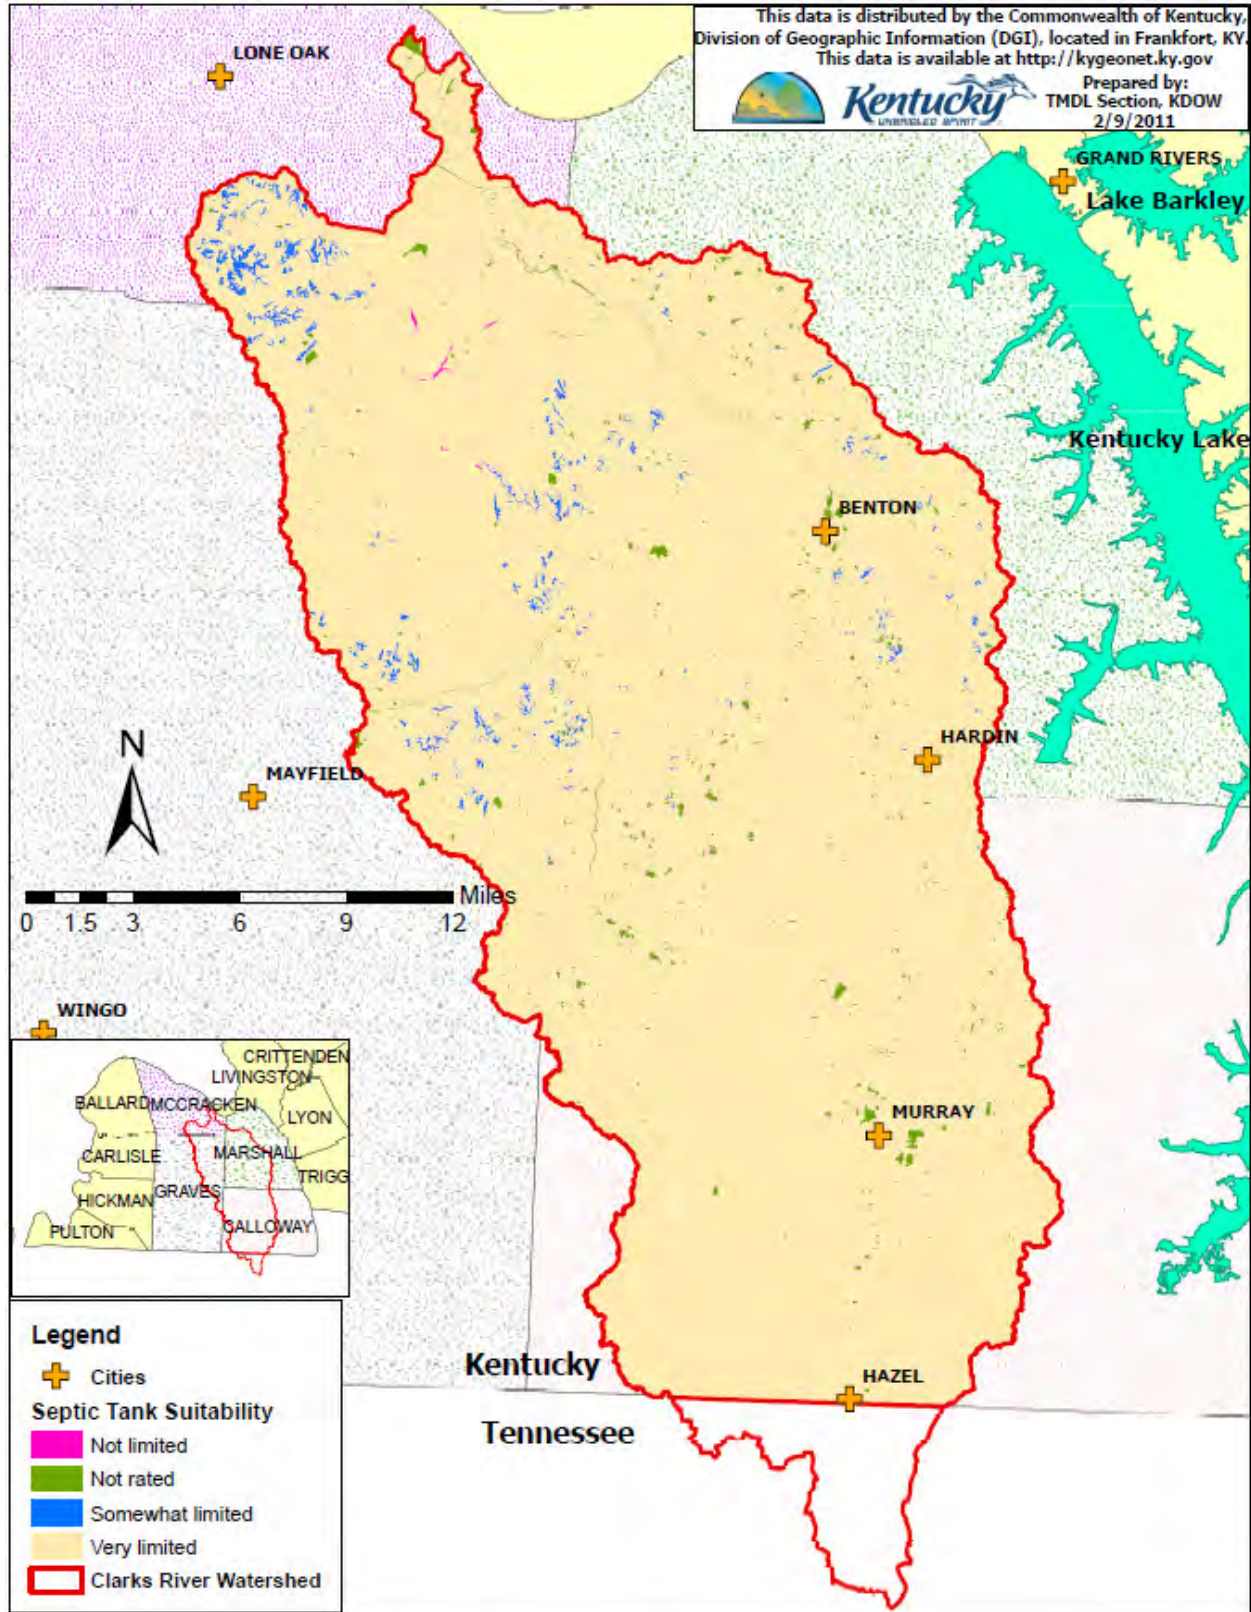 This data is distributed by the Commonwealth of Kentucky,
Division of Geographic Information (DGI), located in Frankfort, KY.
This data is available at http://kygeonet.ky.gov
Prepared by:
Kentucky
UNBRIDLED SPIRIT
TMDL Section, KDOW
2/9/2011
LONE OAK
GRAND RIVERS
Lake Barkley
Kentucky Lake
BENTON
HARDIN
N
MAYFIELD
Miles
0 1.5 3 6 9 12
WINGO
CRITTENDEN
LIVINGSTON
BALLARD
MCCRACKEN
LYON
CARLISLE
MARSHALL
TRIGG
GRAVES
HICKMAN
CALLOWAY
FULTON
MURRAY
Kentucky
HAZEL
Tennessee
Legend
Cities
Septic Tank Suitability
Not limited
Not rated
Somewhat limited
Very limited
Clarks River Watershed